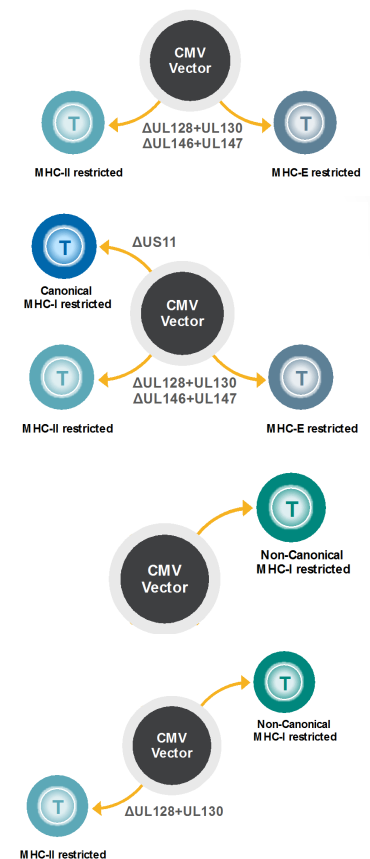 CMV
Vector
T
T
ΔUL128+UL130
ΔUL146+UL147
MHC-II restricted
MHC-E restricted
T
ΔUS11
Canonical
MHC-I restricted
CMV
Vector
T
T
ΔUL128+UL130
ΔUL146+UL147
MHC-II restricted
MHC-E restricted
T
Non-Canonical
MHC-I restricted
CMV
Vector
T
Non-Canonical
MHC-I restricted
CMV
Vector
T
ΔUL128+UL130
MHC-II restricted